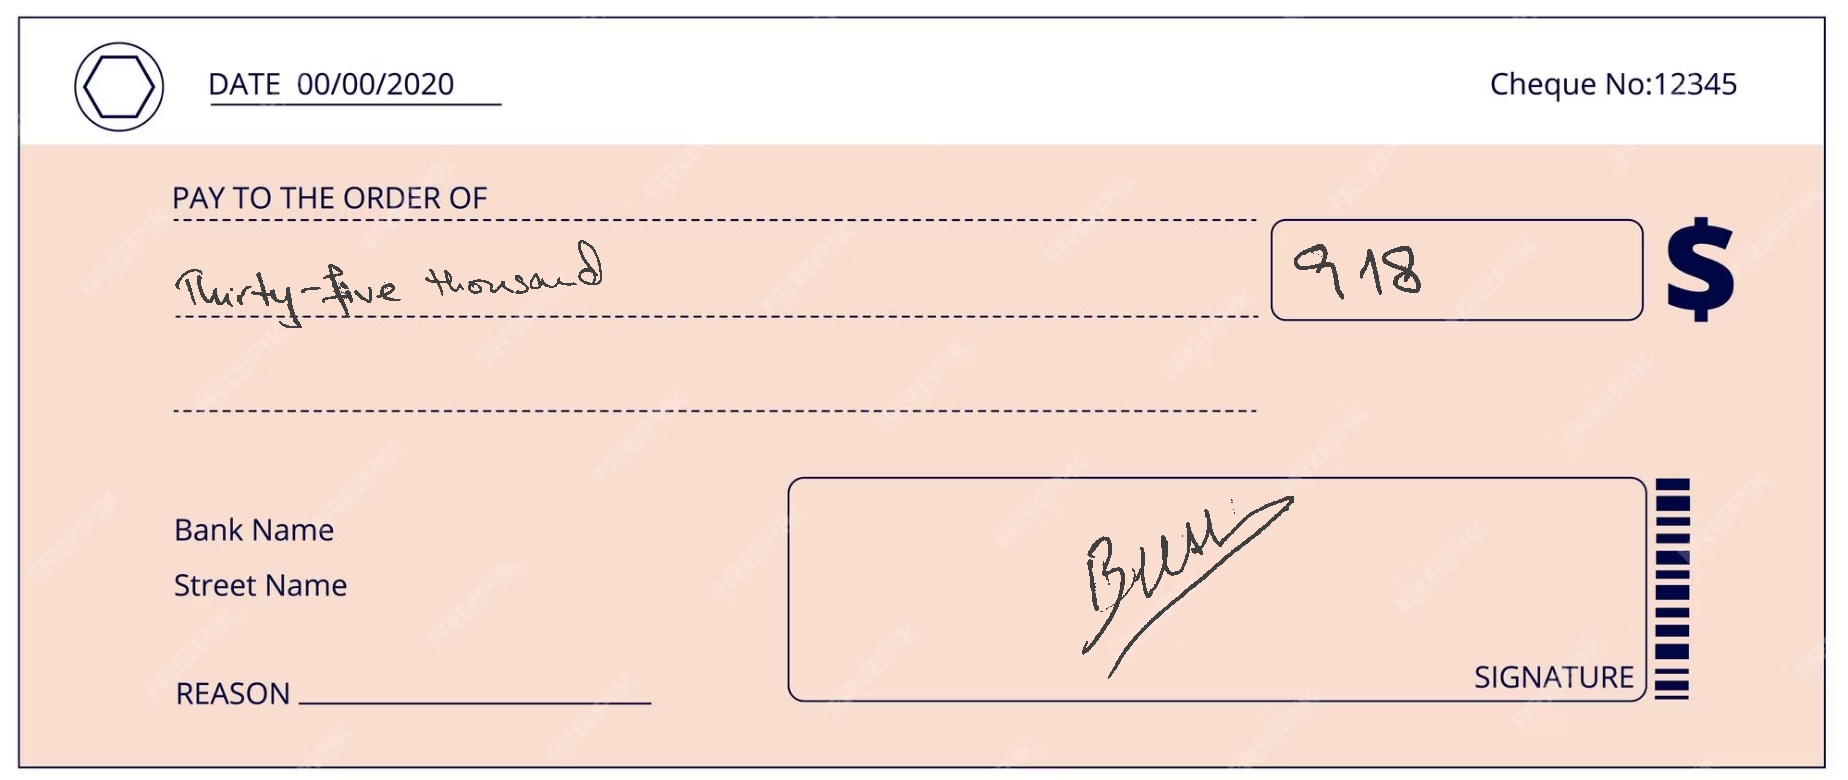 DATE 00/00/2020
Cheque No:12345
PAY TO THE ORDER OF
Thirty-five thousand
918
$
Bank Name
Street Name
SIGNATURE
REASON